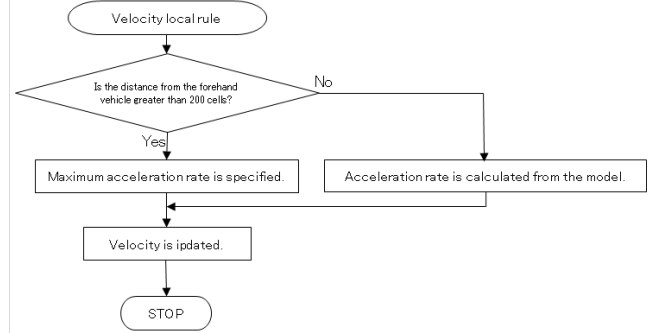 Velocity local rule
Is the distance from the forehand
vehicle greater than 200 cells?
No
Yes
Maximum acceleration rate is specified.
Acceleration rate is calculated from the model.
Velocity is ipdated.
STOP